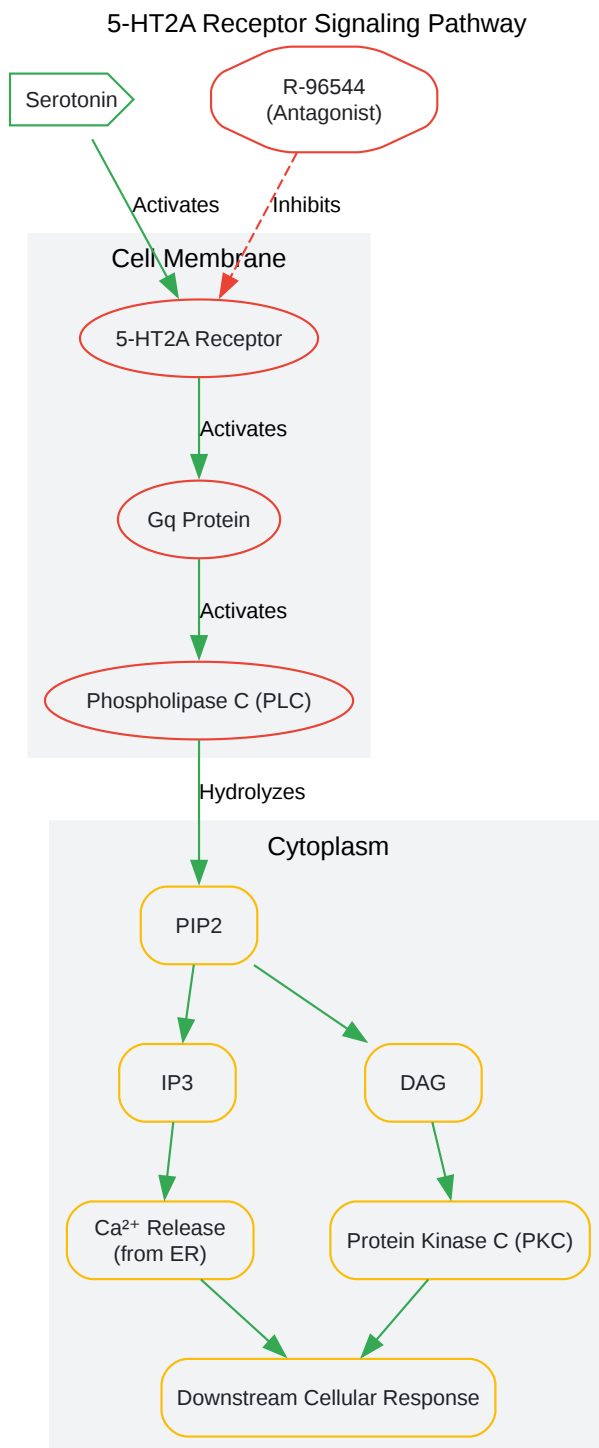 5-HT2A Receptor Signaling Pathway
Serotonin
R-96544
(Antagonist)
Activates
Inhibits
Cell Membrane
5-HT2A Receptor
Activates
Gq Protein
Activates
Phospholipase C (PLC)
Hydrolyzes
Cytoplasm
PIP2
IP3
DAG
Ca²⁺ Release
(from ER)
Protein Kinase C (PKC)
Downstream Cellular Response